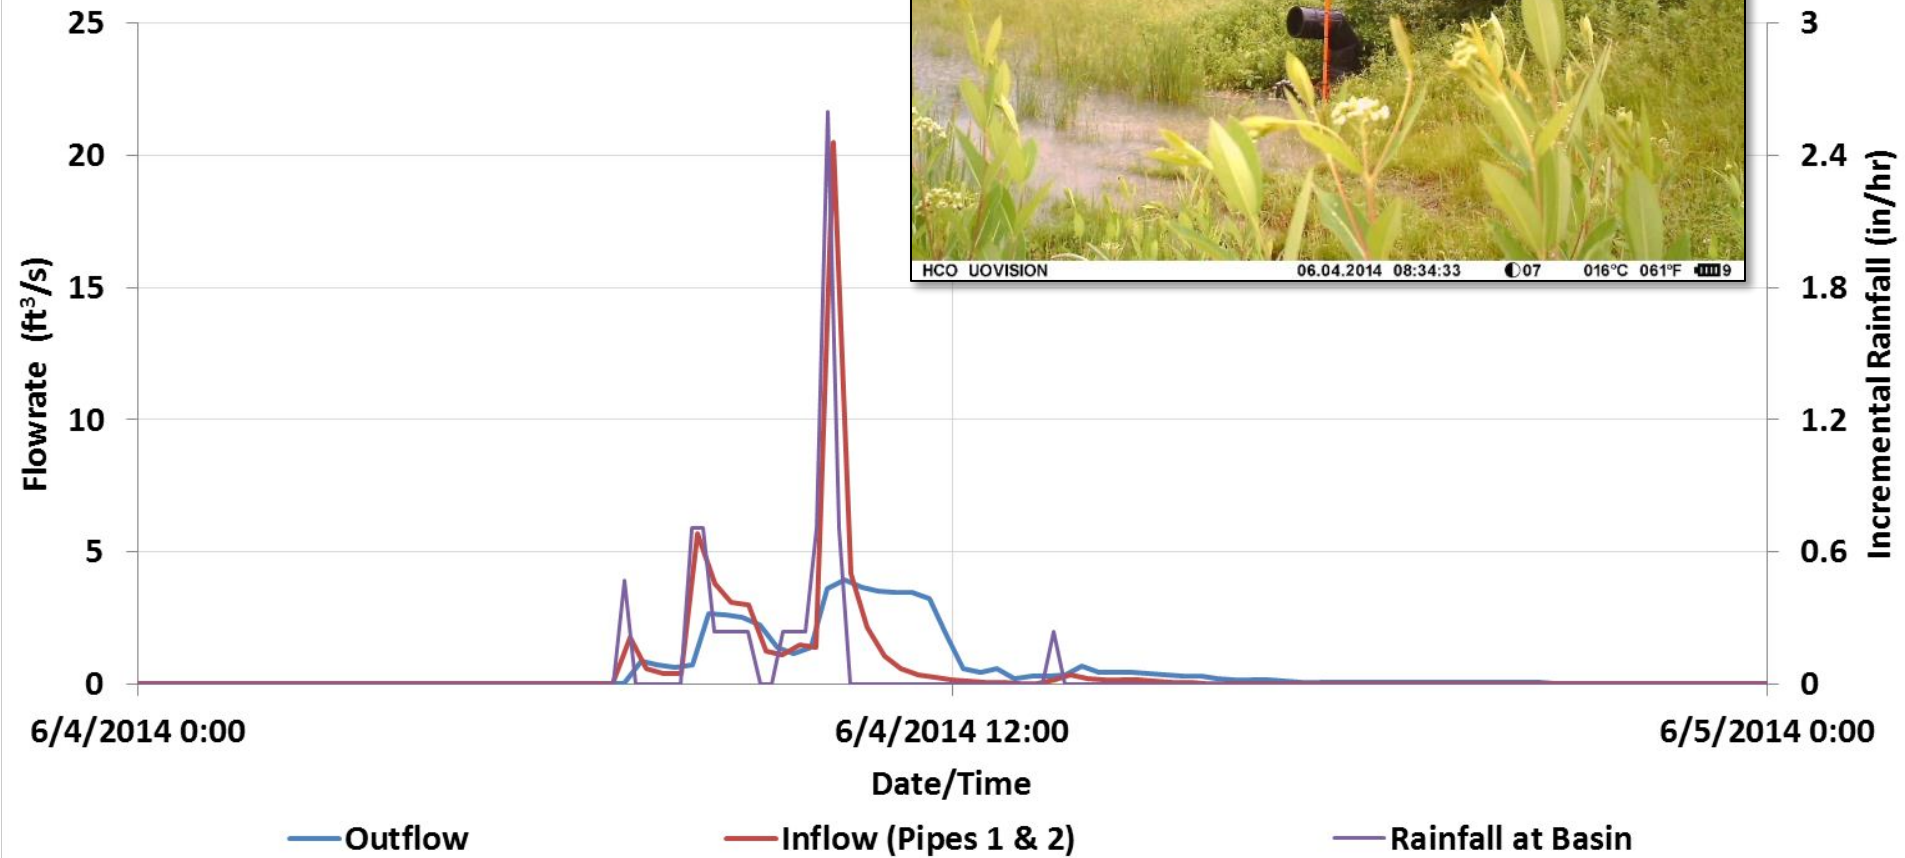 25
20
15
10
5
0
Flowrate (ft³/s)
3
2.4
1.8
1.2
0.6
0
Incremental Rainfall (in/hr)
HCO UOVISION 06.04.2014 08:34:33 07 016°C 061°F 9
6/4/2014 0:00 6/4/2014 12:00 6/5/2014 0:00
Date/Time
Outflow Inflow (Pipes 1 & 2) Rainfall at Basin